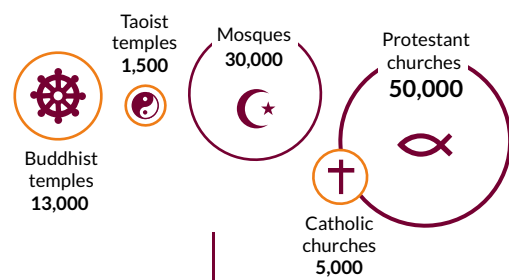 Buddhist
temples
13,000
Taoist
temples
1,500
Mosques
30,000
Protestant
churches
50,000
Catholic
churches
5,000